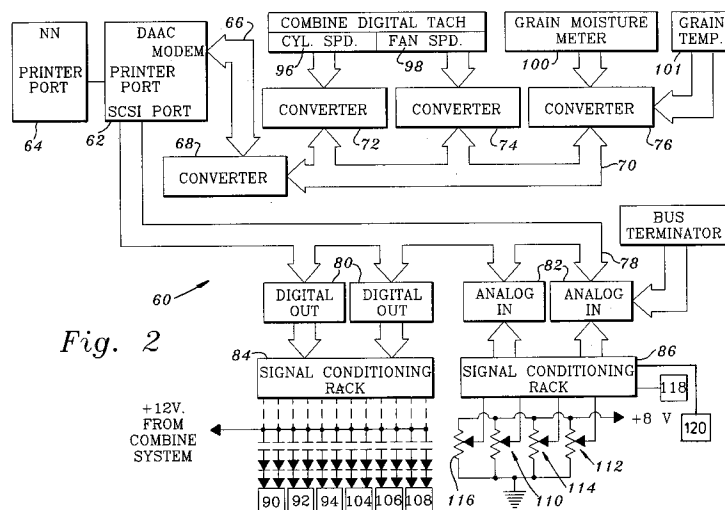 NN
PRINTER
PORT
64
DAAC
MODEM
PRINTER
PORT
SCSI PORT
62
66
COMBINE DIGITAL TACH
CYL. SPD. FAN SPD.
96 98
GRAIN MOISTURE
METER
100
GRAIN
TEMP.
101
CONVERTER
72
CONVERTER
74
CONVERTER
76
68
CONVERTER
70
BUS
TERMINATOR
78
60
80
DIGITAL
OUT
DIGITAL
OUT
82
ANALOG
IN
ANALOG
IN
Fig. 2
84
SIGNAL CONDITIONING
RACK
86
SIGNAL CONDITIONING
RACK
118
120
+12V.
FROM
COMBINE
SYSTEM
+8 V
116 110 114 112
90 92 94 104 106 108